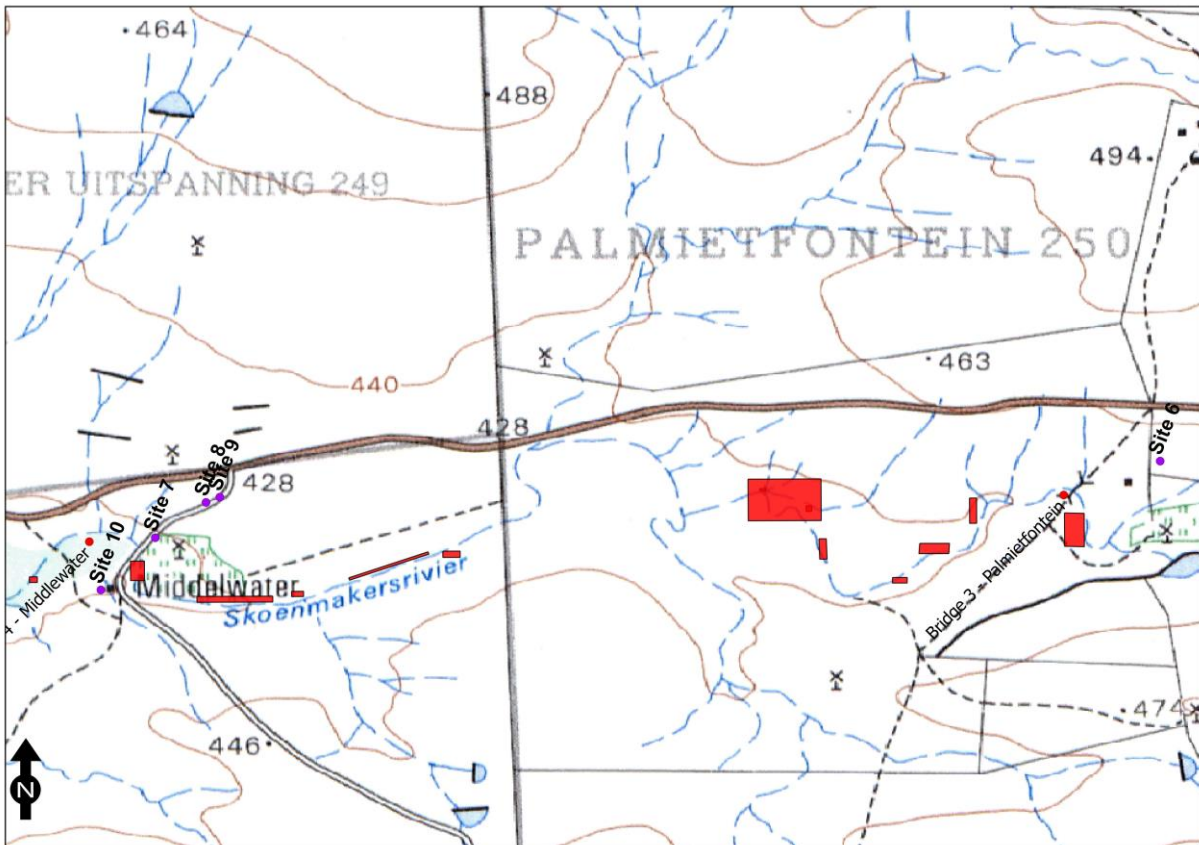 464
488
494
ER UITSPANNING 249
PALMIETFONTEIN 250
463
440
428
Site 6
Site 8
Site 9
428
Site 7
4 - Middlewater
Site 10
Middelwater
Skoenmakersrivier
Bridge 3 - Palmietfontein
474
446
N